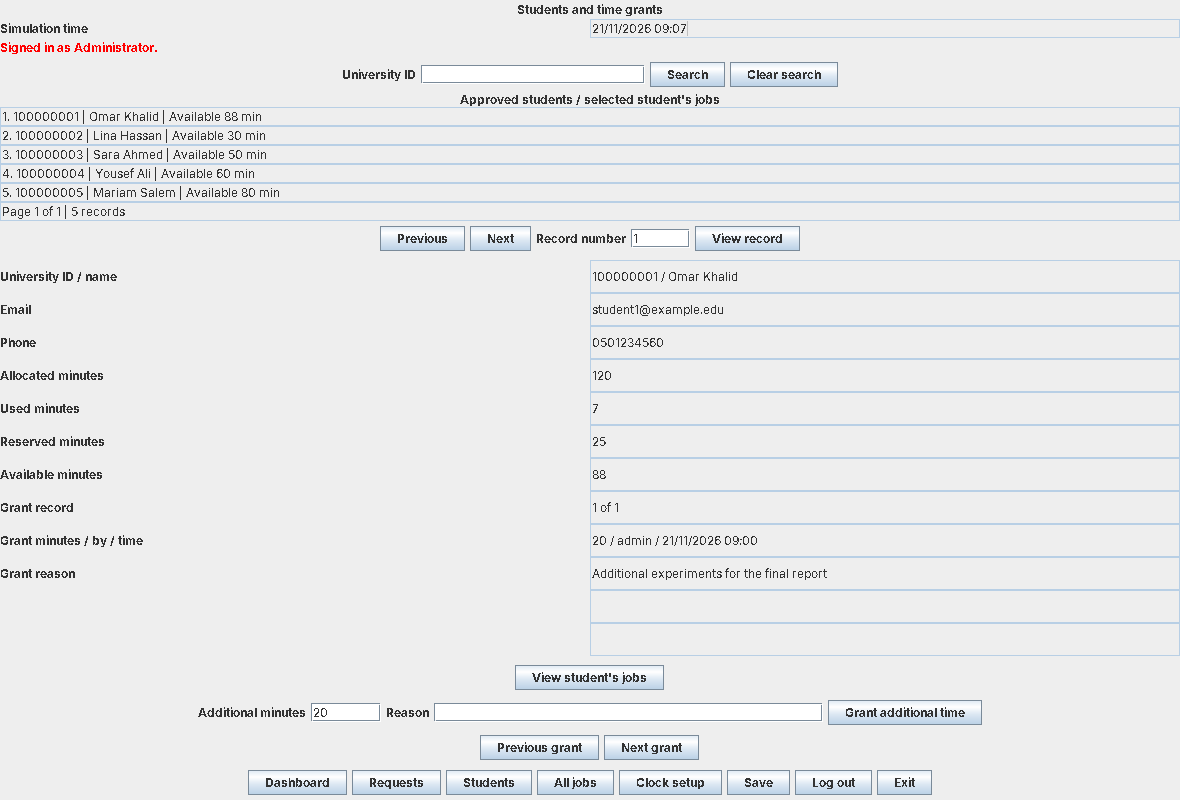 Students and time grants
Simulation time 21/11/2026 09:07
Signed in as Administrator.
University ID Search Clear search
Approved students / selected student's jobs
1. 100000001 | Omar Khalid | Available 88 min
2. 100000002 | Lina Hassan | Available 30 min
3. 100000003 | Sara Ahmed | Available 50 min
4. 100000004 | Yousef Ali | Available 60 min
5. 100000005 | Mariam Salem | Available 80 min
Page 1 of 1 | 5 records
Previous Next Record number 1 View record
University ID / name 100000001 / Omar Khalid
Email student1@example.edu
Phone 0501234560
Allocated minutes 120
Used minutes 7
Reserved minutes 25
Available minutes 88
Grant record 1 of 1
Grant minutes / by / time 20 / admin / 21/11/2026 09:00
Grant reason Additional experiments for the final report
View student's jobs
Additional minutes 20 Reason Grant additional time
Previous grant Next grant
Dashboard Requests Students All jobs Clock setup Save Log out Exit